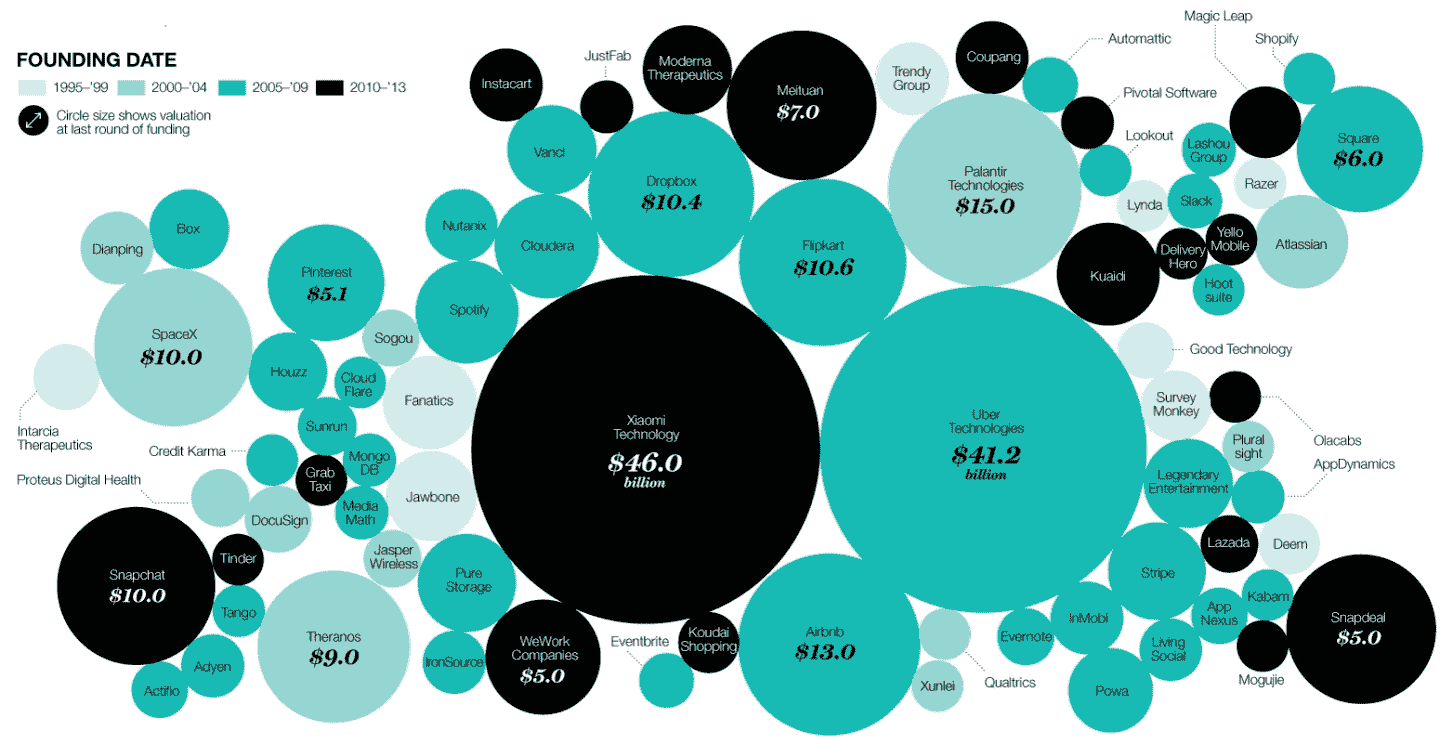 FOUNDING DATE
1995–'99
2000–'04
2005–'09
2010–'13
Circle size shows valuation
at last round of funding
Instacart
JustFab
Moderna
Therapeutics
Meituan
$7.0
Trendy
Group
Coupang
Automattic
Magic Leap
Shopify
Pivotal Software
Lookout
Lashou
Group
Square
$6.0
Vancl
Dropbox
$10.4
Palantir
Technologies
$15.0
Lynda
Slack
Razer
Dianping
Box
Nutanix
Cloudera
Flipkart
$10.6
Kuaidi
Delivery
Hero
Yello
Mobile
Atlassian
Hoot
suite
Pinterest
$5.1
Spotify
SpaceX
$10.0
Sogou
Houzz
Cloud
Flare
Fanatics
Good Technology
Intarcia
Therapeutics
Sunrun
Xiaomi
Technology
$46.0
billion
Uber
Technologies
$41.2
billion
Survey
Monkey
Olacabs
Plural
sight
AppDynamics
Credit Karma
Mongo
DB
Grab
Taxi
Proteus Digital Health
Jawbone
Legendary
Entertainment
DocuSign
Media
Math
Lazada
Deem
Tinder
Jasper
Wireless
Snapchat
$10.0
Pure
Storage
Stripe
Tango
Kabam
App
Nexus
InMobi
Theranos
$9.0
WeWork
Companies
$5.0
Eventbrite
Koudai
Shopping
Airbnb
$13.0
Evernote
Living
Social
Snapdeal
$5.0
Adyen
IronSource
Actifio
Xunlei
Qualtrics
Powa
Mogujie